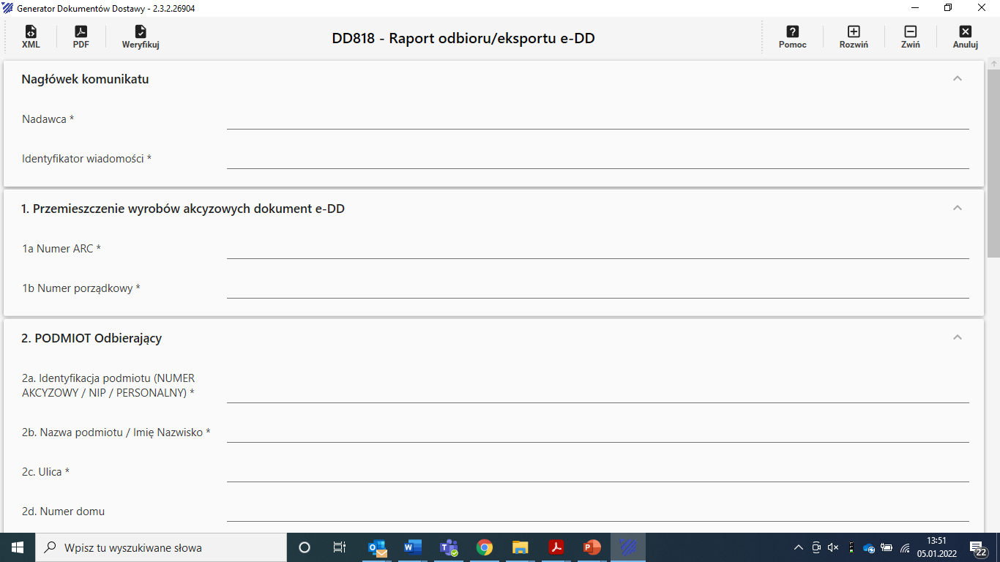 Generator Dokumentów Dostawy - 2.3.2.26904
XML
PDF
Weryfikuj
DD818 - Raport odbioru/eksportu e-DD
Pomoc
Rozwiń
Zwiń
Anuluj
Nagłówek komunikatu
Nadawca *
Identyfikator wiadomości *
1. Przemieszczenie wyrobów akcyzowych dokument e-DD
1a Numer ARC *
1b Numer porządkowy *
2. PODMIOT Odbierający
2a. Identyfikacja podmiotu (NUMER
AKCYZOWY / NIP / PERSONALNY) *
2b. Nazwa podmiotu / Imię Nazwisko *
2c. Ulica *
2d. Numer domu
Wpisz tu wyszukiwane słowa
13:51
05.01.2022
22